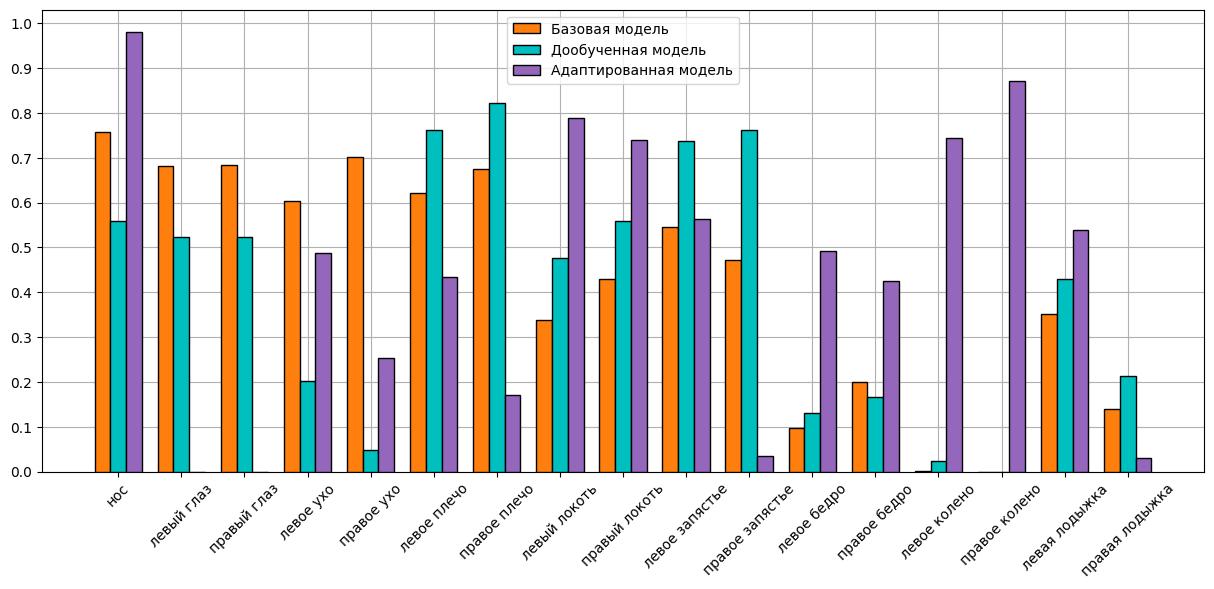 1.0
0.9
0.8
0.7
0.6
0.5
0.4
0.3
0.2
0.1
0.0
Базовая модель
Дообученная модель
Адаптированная модель
нос
левый глаз
правый глаз
левое ухо
правое ухо
левое плечо
правое плечо
левый локоть
правый локоть
левое запястье
правое запястье
левое бедро
правое бедро
левое колено
правое колено
левая лодыжка
правая лодыжка